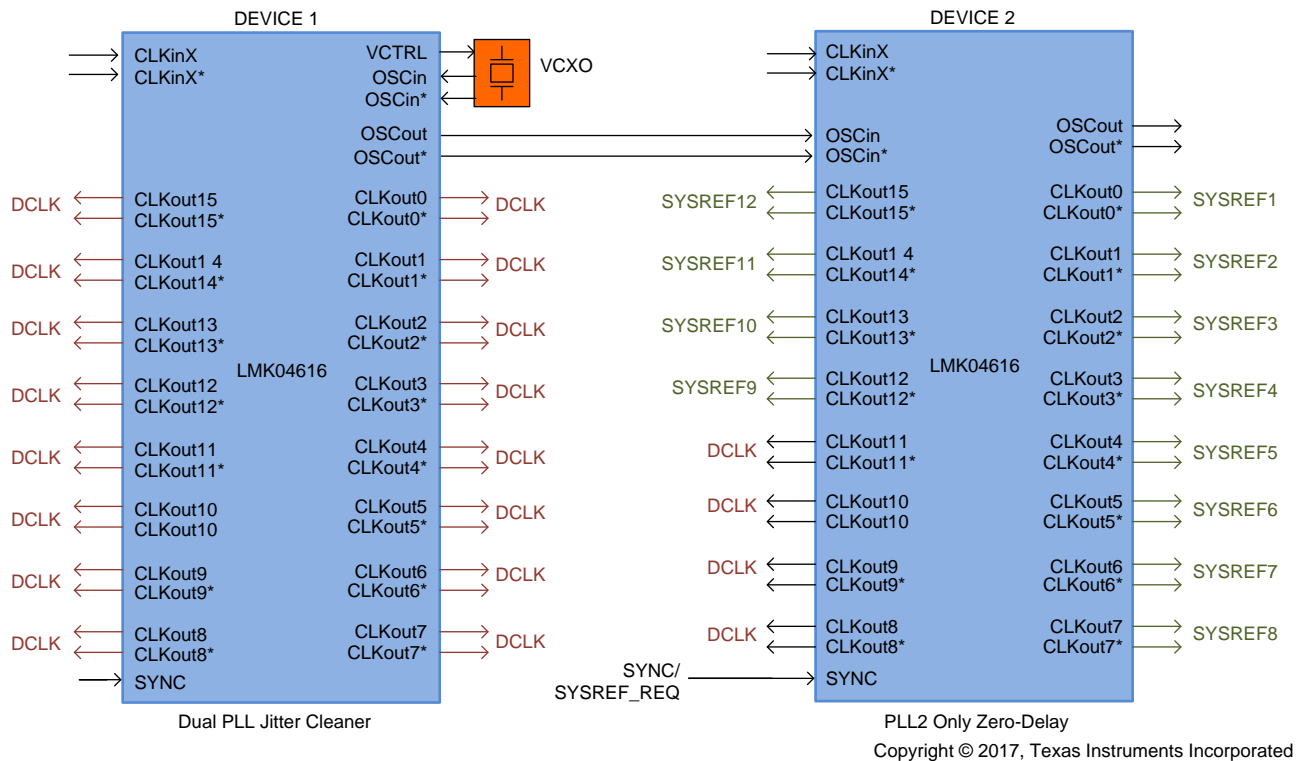 DEVICE 1
CLKinX
CLKinX*
VCTRL
OSCin
OSCin*
VCXO
OSCout
OSCout*
DCLK
CLKout15
CLKout15*
CLKout0
CLKout0*
DCLK
DCLK
CLKout1 4
CLKout14*
CLKout1
CLKout1*
DCLK
DCLK
CLKout13
CLKout13*
CLKout2
CLKout2*
DCLK
LMK04616
DCLK
CLKout12
CLKout12*
CLKout3
CLKout3*
DCLK
DCLK
CLKout11
CLKout11*
CLKout4
CLKout4*
DCLK
DCLK
CLKout10
CLKout10
CLKout5
CLKout5*
DCLK
DCLK
CLKout9
CLKout9*
CLKout6
CLKout6*
DCLK
DCLK
CLKout8
CLKout8*
CLKout7
CLKout7*
DCLK
SYNC
Dual PLL Jitter Cleaner
DEVICE 2
CLKinX
CLKinX*
OSCin
OSCin*
OSCout
OSCout*
SYSREF12
CLKout15
CLKout15*
CLKout0
CLKout0*
SYSREF1
SYSREF11
CLKout1 4
CLKout14*
CLKout1
CLKout1*
SYSREF2
SYSREF10
CLKout13
CLKout13*
CLKout2
CLKout2*
SYSREF3
LMK04616
SYSREF9
CLKout12
CLKout12*
CLKout3
CLKout3*
SYSREF4
DCLK
CLKout11
CLKout11*
CLKout4
CLKout4*
SYSREF5
DCLK
CLKout10
CLKout10
CLKout5
CLKout5*
SYSREF6
DCLK
CLKout9
CLKout9*
CLKout6
CLKout6*
SYSREF7
DCLK
CLKout8
CLKout8*
CLKout7
CLKout7*
SYSREF8
SYNC/
SYSREF_REQ
SYNC
PLL2 Only Zero-Delay
Copyright © 2017, Texas Instruments Incorporated